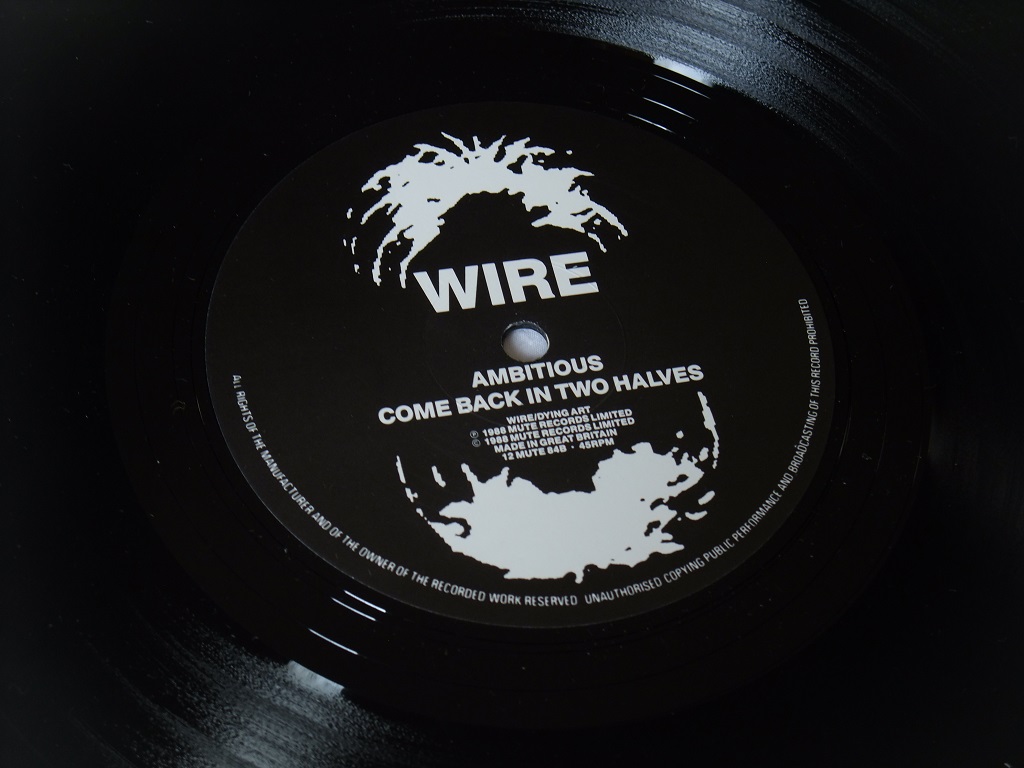 WIRE
AMBITIOUS
COME BACK IN TWO HALVES
WIRE/DYING ART
℗ 1988 MUTE RECORDS LIMITED
© 1988 MUTE RECORDS LIMITED
MADE IN GREAT BRITAIN
12 MUTE 84B · 45RPM
ALL RIGHTS OF THE MANUFACTURER AND OF THE OWNER OF THE RECORDED WORK RESERVED UNAUTHORISED COPYING PUBLIC PERFORMANCE AND BROADCASTING OF THIS RECORD PROHIBITED